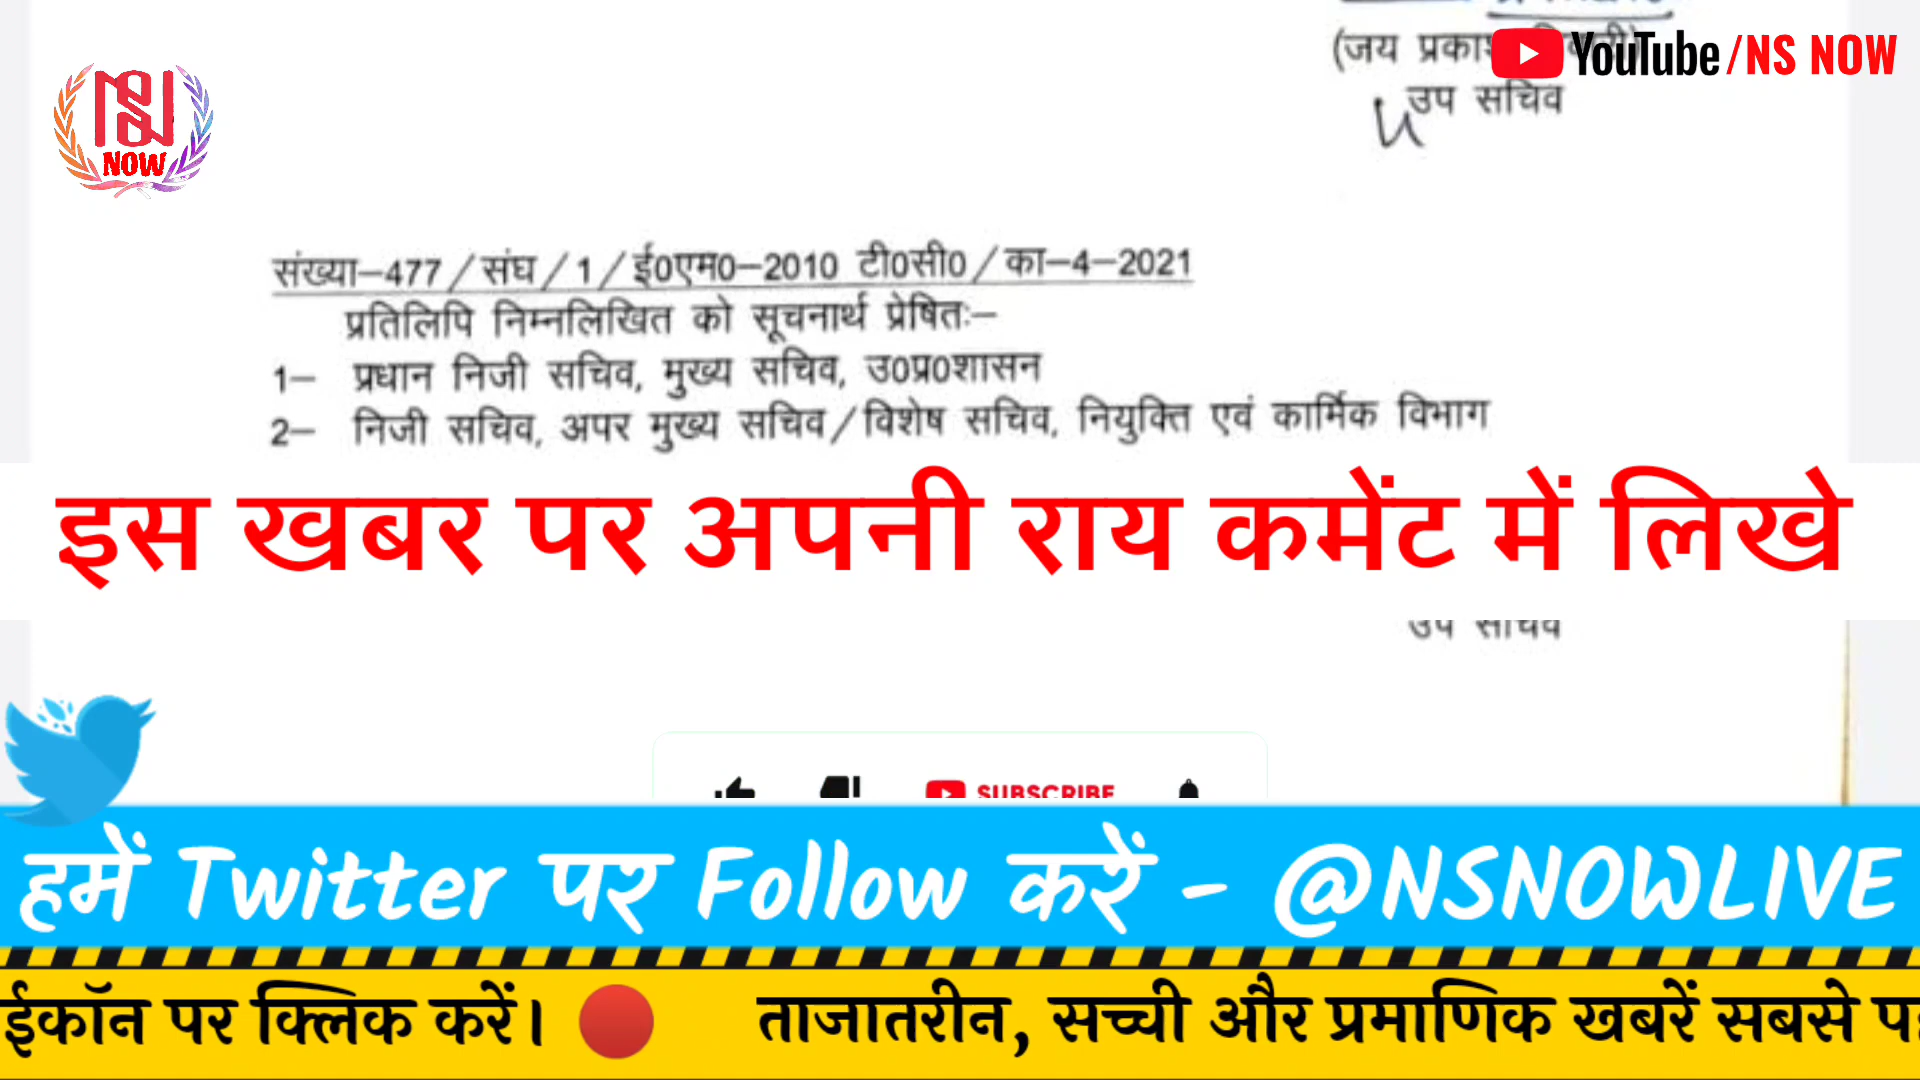 (जय प्रकाश
YouTube /NS NOW
उप सचिव
NS
NOW
संख्या–477/संघ/1/ई0एम0–2010 टी0सी0/का–4–2021
प्रतिलिपि निम्नलिखित को सूचनार्थ प्रेषितः–
1– प्रधान निजी सचिव, मुख्य सचिव, उ0प्र0शासन
2– निजी सचिव, अपर मुख्य सचिव/विशेष सचिव, नियुक्ति एवं कार्मिक विभाग
इस खबर पर अपनी राय कमेंट में लिखे
उप सचिव
SUBSCRIBE
हमें Twitter पर Follow करें - @NSNOWLIVE
ईकॉन पर क्लिक करें। ताजातरीन, सच्ची और प्रमाणिक खबरें सबसे